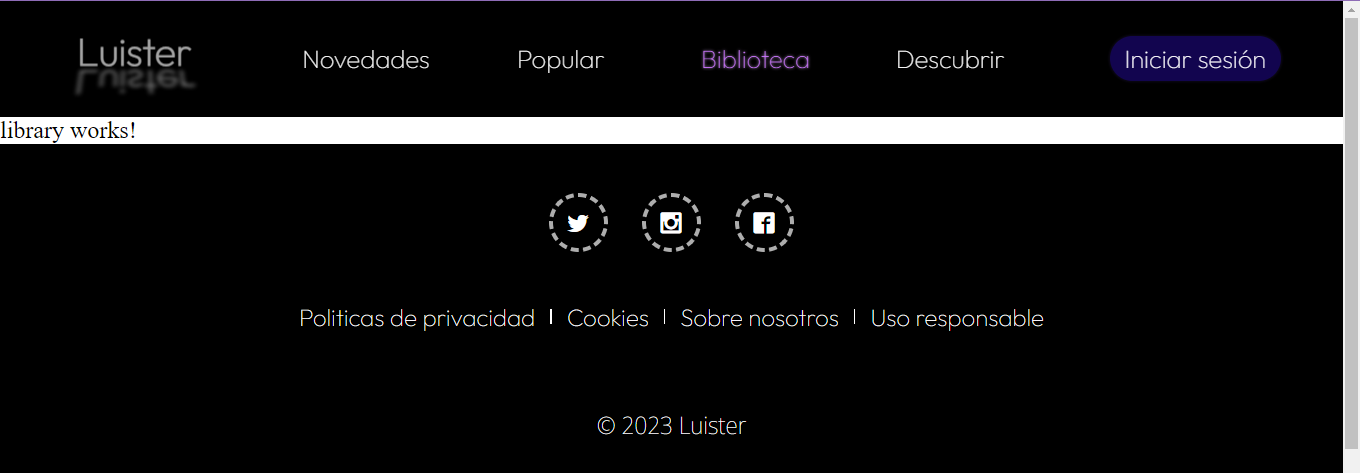 Luister Novedades Popular Biblioteca Descubrir Iniciar sesión
library works!
Politicas de privacidad | Cookies | Sobre nosotros | Uso responsable
© 2023 Luister